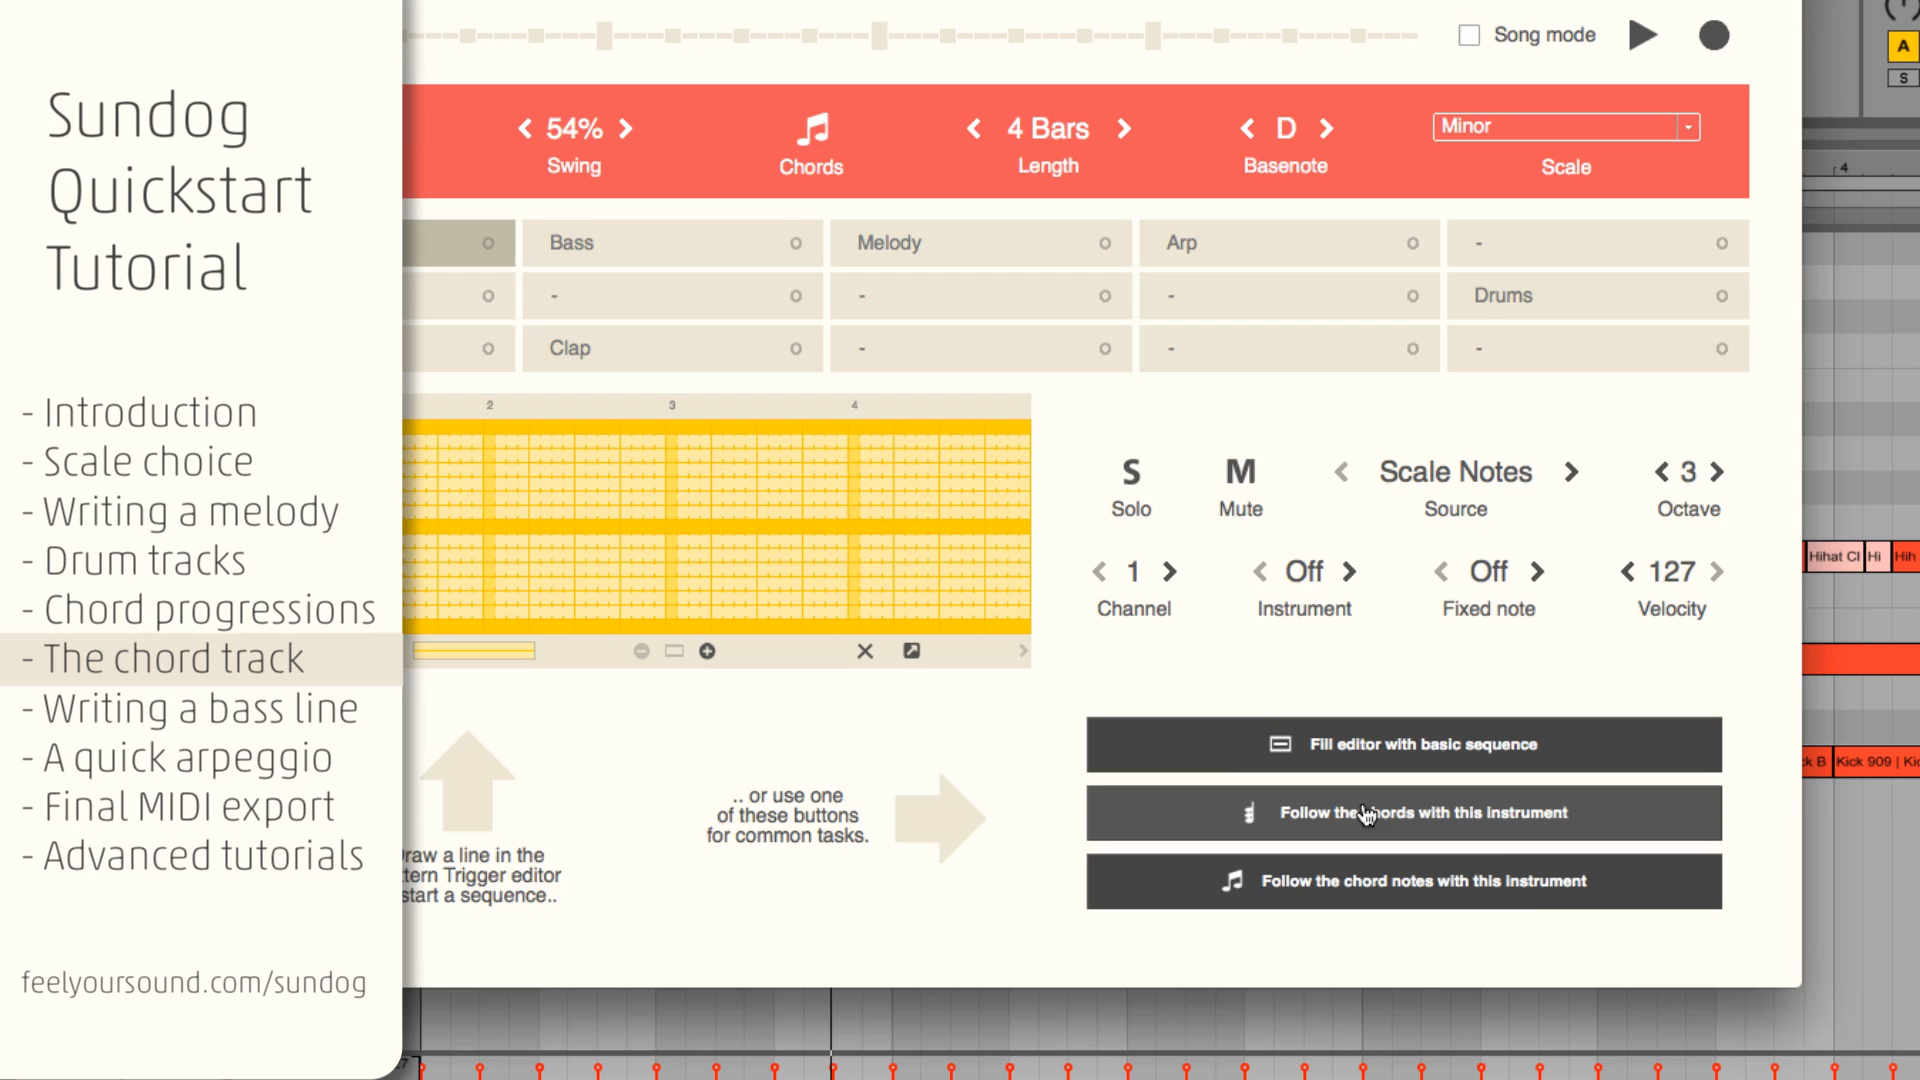 Sundog
Quickstart
Tutorial
- Introduction
- Scale choice
- Writing a melody
- Drum tracks
- Chord progressions
- The chord track
- Writing a bass line
- A quick arpeggio
- Final MIDI export
- Advanced tutorials
feelyoursound.com/sundog
Song mode
54%
Swing
Chords
4 Bars
Length
D
Basenote
Minor
Scale
Bass
Melody
Arp
-
-
-
-
Drums
Clap
-
-
-
2 3 4
S
Solo
M
Mute
Scale Notes
Source
3
Octave
1
Channel
Off
Instrument
Off
Fixed note
127
Velocity
Draw a line in the
tern Trigger editor
start a sequence..
.. or use one
of these buttons
for common tasks.
Fill editor with basic sequence
Follow the chords with this instrument
Follow the chord notes with this instrument
A
S
4
Hihat Cl Hi Hih
k B Kick 909 | Kic